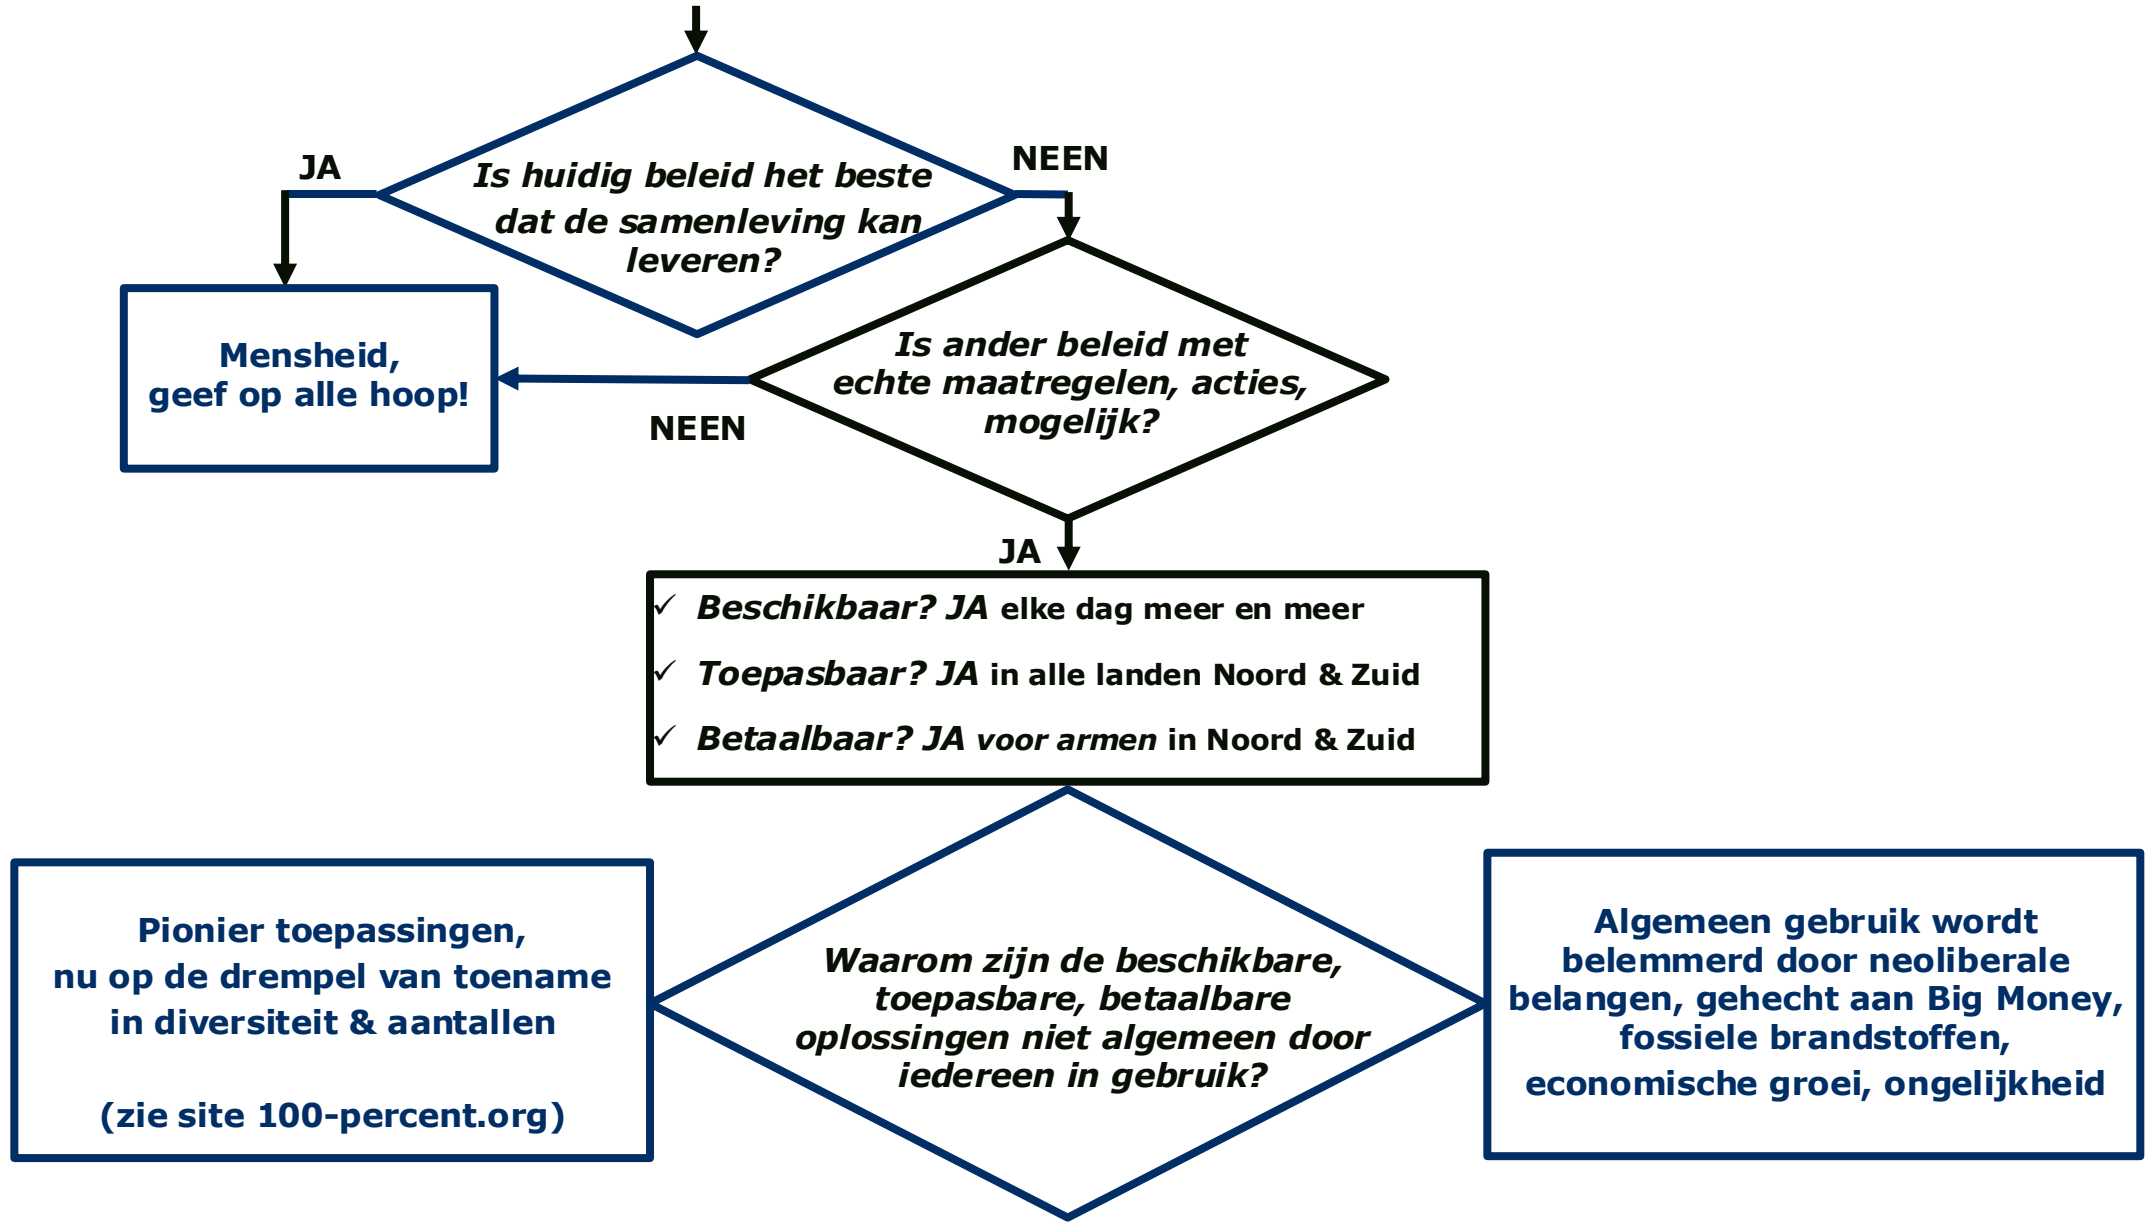 JA
NEEN
Is huidig beleid het beste
dat de samenleving kan
leveren?
Mensheid,
geef op alle hoop!
Is ander beleid met
echte maatregelen, acties,
mogelijk?
NEEN
JA
✓ Beschikbaar? JA elke dag meer en meer
✓ Toepasbaar? JA in alle landen Noord & Zuid
✓ Betaalbaar? JA voor armen in Noord & Zuid
Pionier toepassingen,
nu op de drempel van toename
in diversiteit & aantallen
(zie site 100-percent.org)
Waarom zijn de beschikbare,
toepasbare, betaalbare
oplossingen niet algemeen door
iedereen in gebruik?
Algemeen gebruik wordt
belemmerd door neoliberale
belangen, gehecht aan Big Money,
fossiele brandstoffen,
economische groei, ongelijkheid